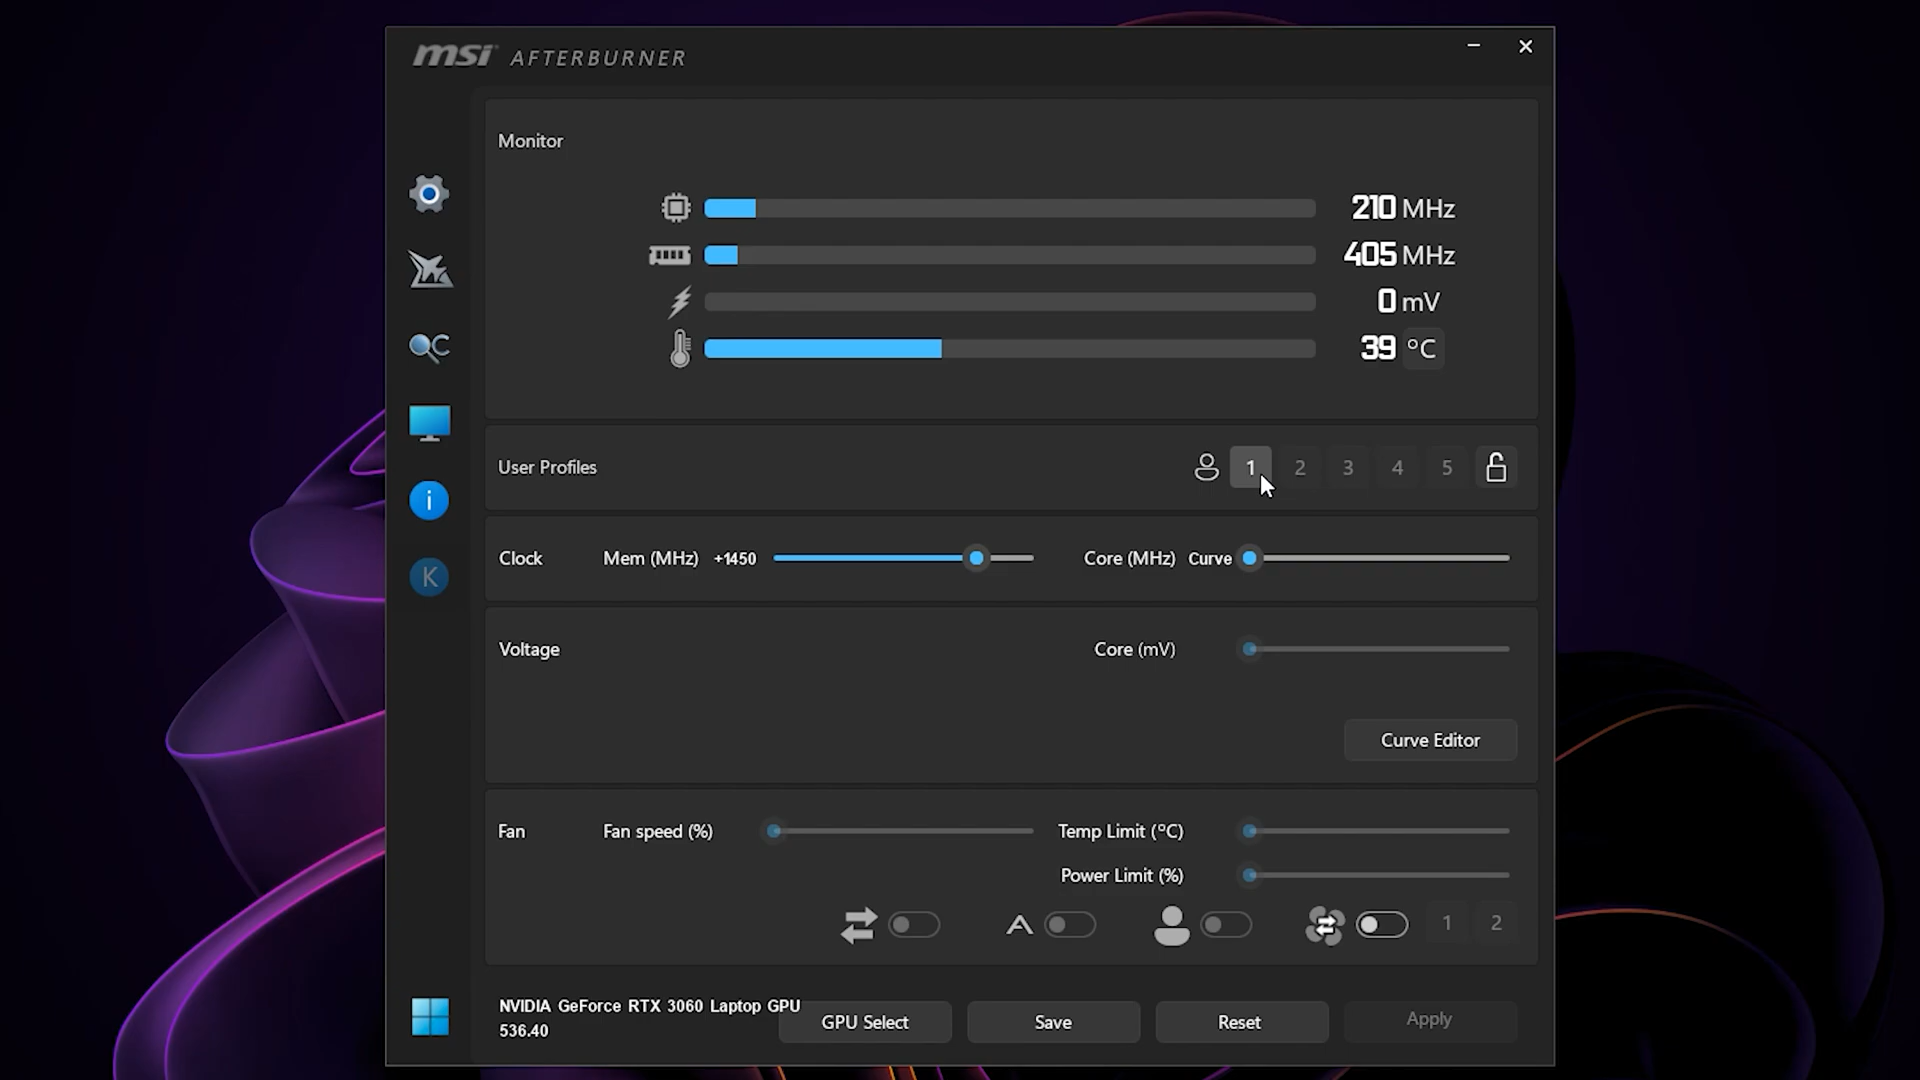 msi AFTERBURNER
Monitor
210 MHz
405 MHz
0 mV
39 °C
User Profiles 1 2 3 4 5
Clock Mem (MHz) +1450 Core (MHz) Curve
Voltage Core (mV)
Curve Editor
Fan Fan speed (%) Temp Limit (°C)
Power Limit (%)
1 2
NVIDIA GeForce RTX 3060 Laptop GPU
536.40
GPU Select Save Reset Apply
C
i
K